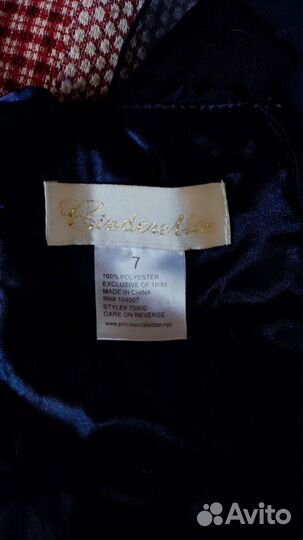 Cinderella
7
100% POLYESTER
EXCLUSIVE OF TRIM
MADE IN CHINA
RN# 104007
STYLE# 70900
CARE ON REVERSE
www.princesscollection.nyc
Avito